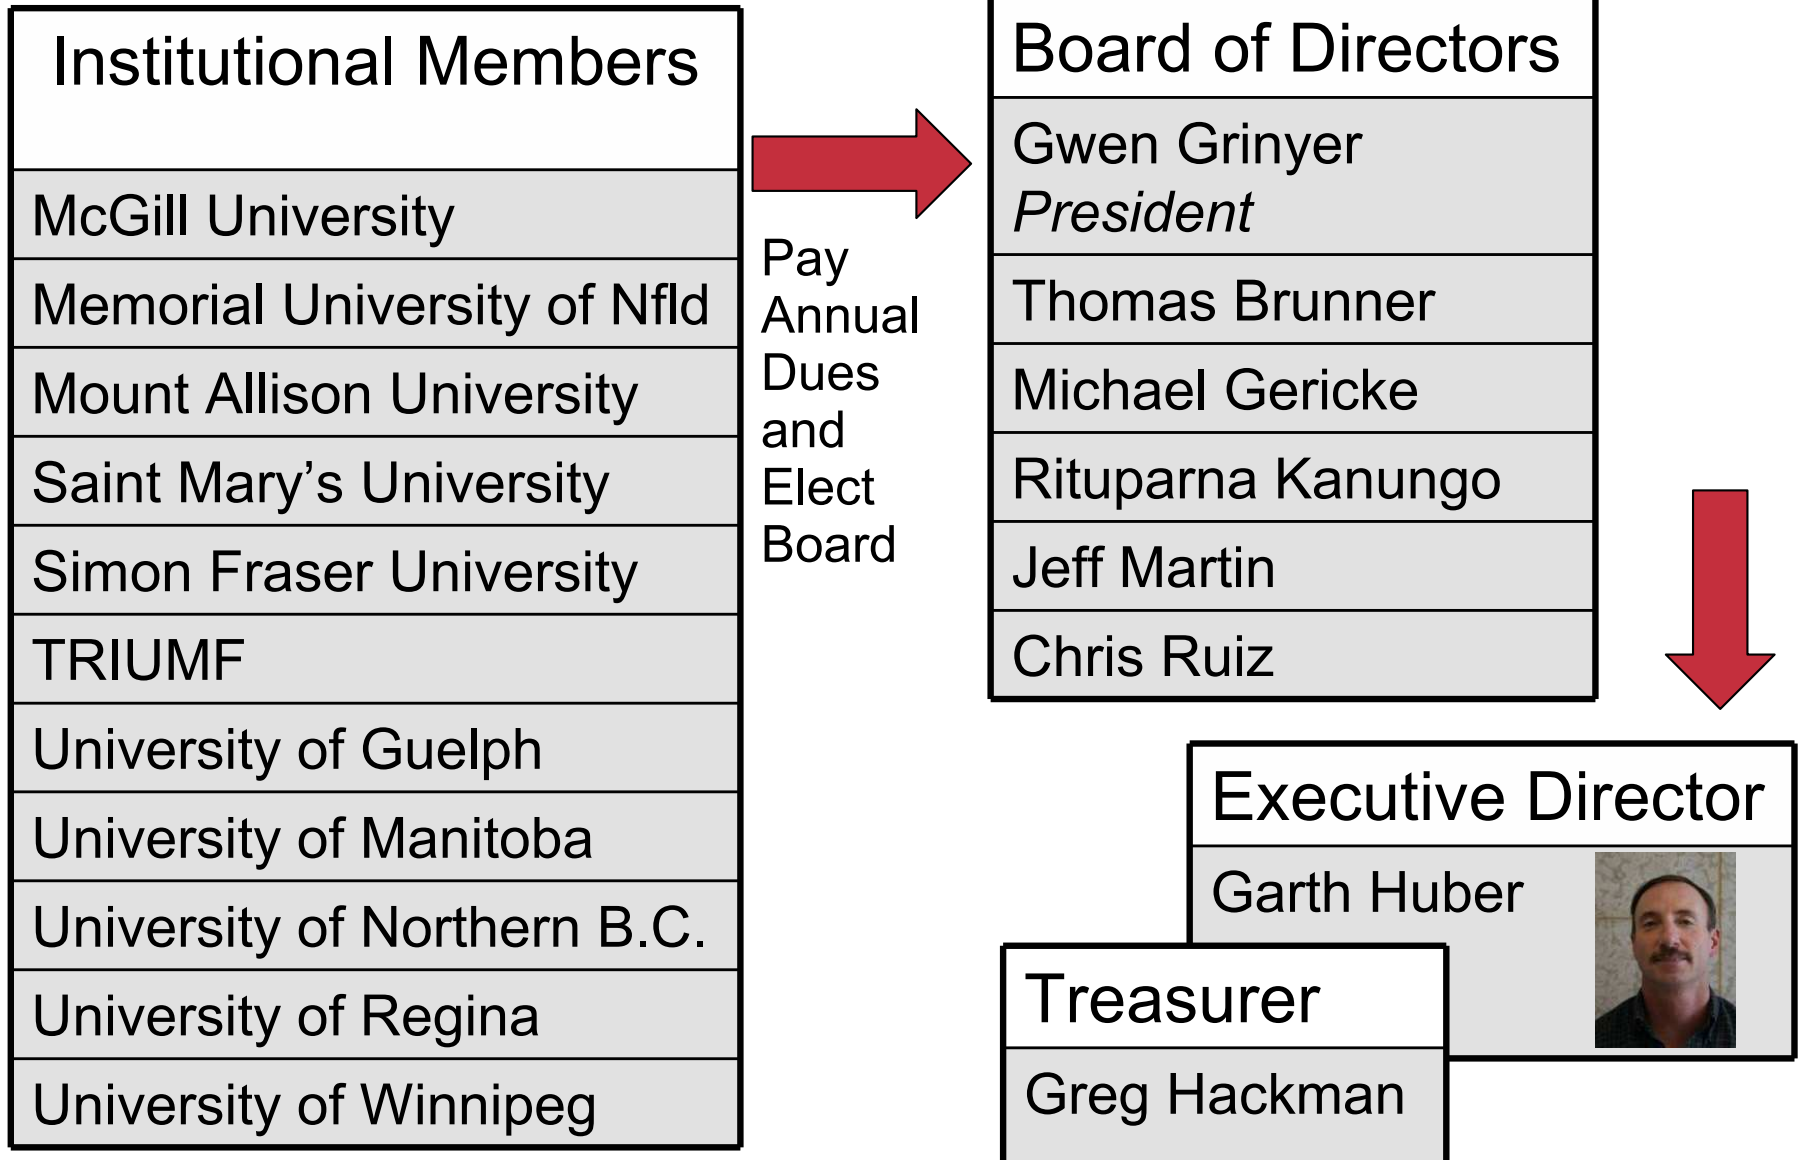 Institutional Members
McGill University
Memorial University of Nfld
Mount Allison University
Saint Mary’s University
Simon Fraser University
TRIUMF
University of Guelph
University of Manitoba
University of Northern B.C.
University of Regina
University of Winnipeg
Pay
Annual
Dues
and
Elect
Board
Board of Directors
Gwen Grinyer
President
Thomas Brunner
Michael Gericke
Rituparna Kanungo
Jeff Martin
Chris Ruiz
Executive Director
Garth Huber
Treasurer
Greg Hackman